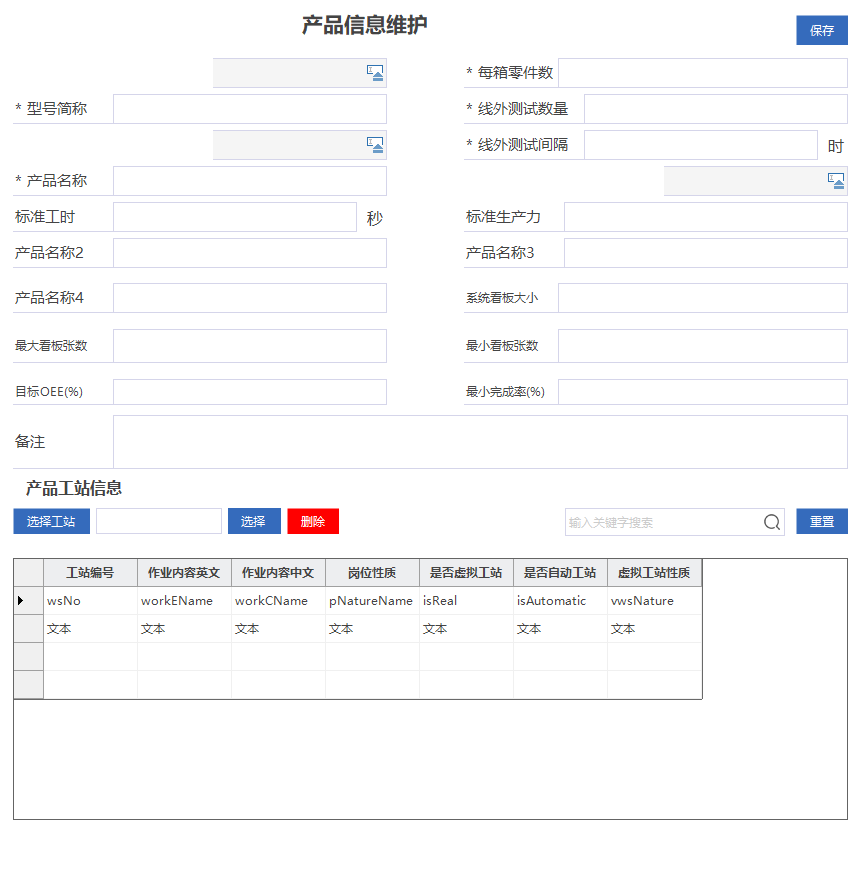 产品信息维护
保存
* 每箱零件数
* 型号简称
* 线外测试数量
* 线外测试间隔 时
* 产品名称
标准工时 秒
标准生产力
产品名称2
产品名称3
产品名称4
系统看板大小
最大看板张数
最小看板张数
目标OEE(%)
最小完成率(%)
备注
产品工站信息
选择工站 选择 删除 输入关键字搜索 重置
工站编号 作业内容英文 作业内容中文 岗位性质 是否虚拟工站 是否自动工站 虚拟工站性质
wsNo workEName workCName pNatureName isReal isAutomatic vwsNature
文本 文本 文本 文本 文本 文本 文本